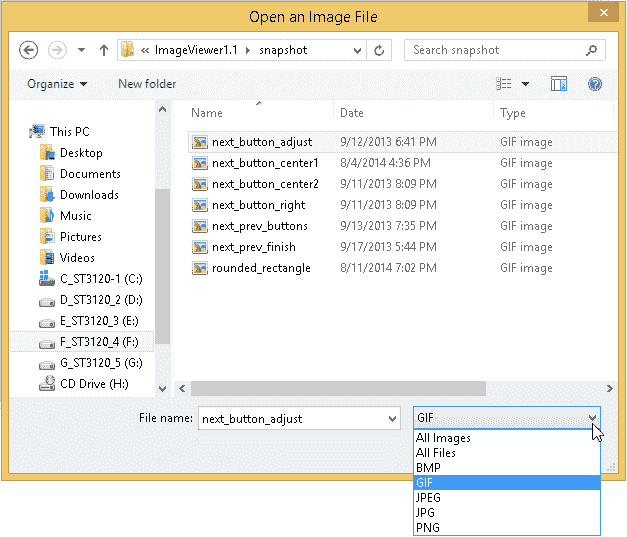 Open an Image File
« ImageViewer1.1 snapshot Search snapshot
Organize New folder
Name Date Type
This PC
Desktop
Documents
Downloads
Music
Pictures
Videos
C_ST3120-1 (C:)
D_ST3120_2 (D:)
E_ST3120_3 (E:)
F_ST3120_4 (F:)
G_ST3120_5 (G:)
CD Drive (H:)
next_button_adjust 9/12/2013 6:41 PM GIF image
next_button_center1 8/4/2014 4:36 PM GIF image
next_button_center2 9/11/2013 8:09 PM GIF image
next_button_right 9/11/2013 8:09 PM GIF image
next_prev_buttons 9/13/2013 7:35 PM GIF image
next_prev_finish 9/17/2013 5:44 PM GIF image
rounded_rectangle 8/11/2014 7:02 PM GIF image
File name: next_button_adjust GIF
All Images
All Files
BMP
GIF
JPEG
JPG
PNG